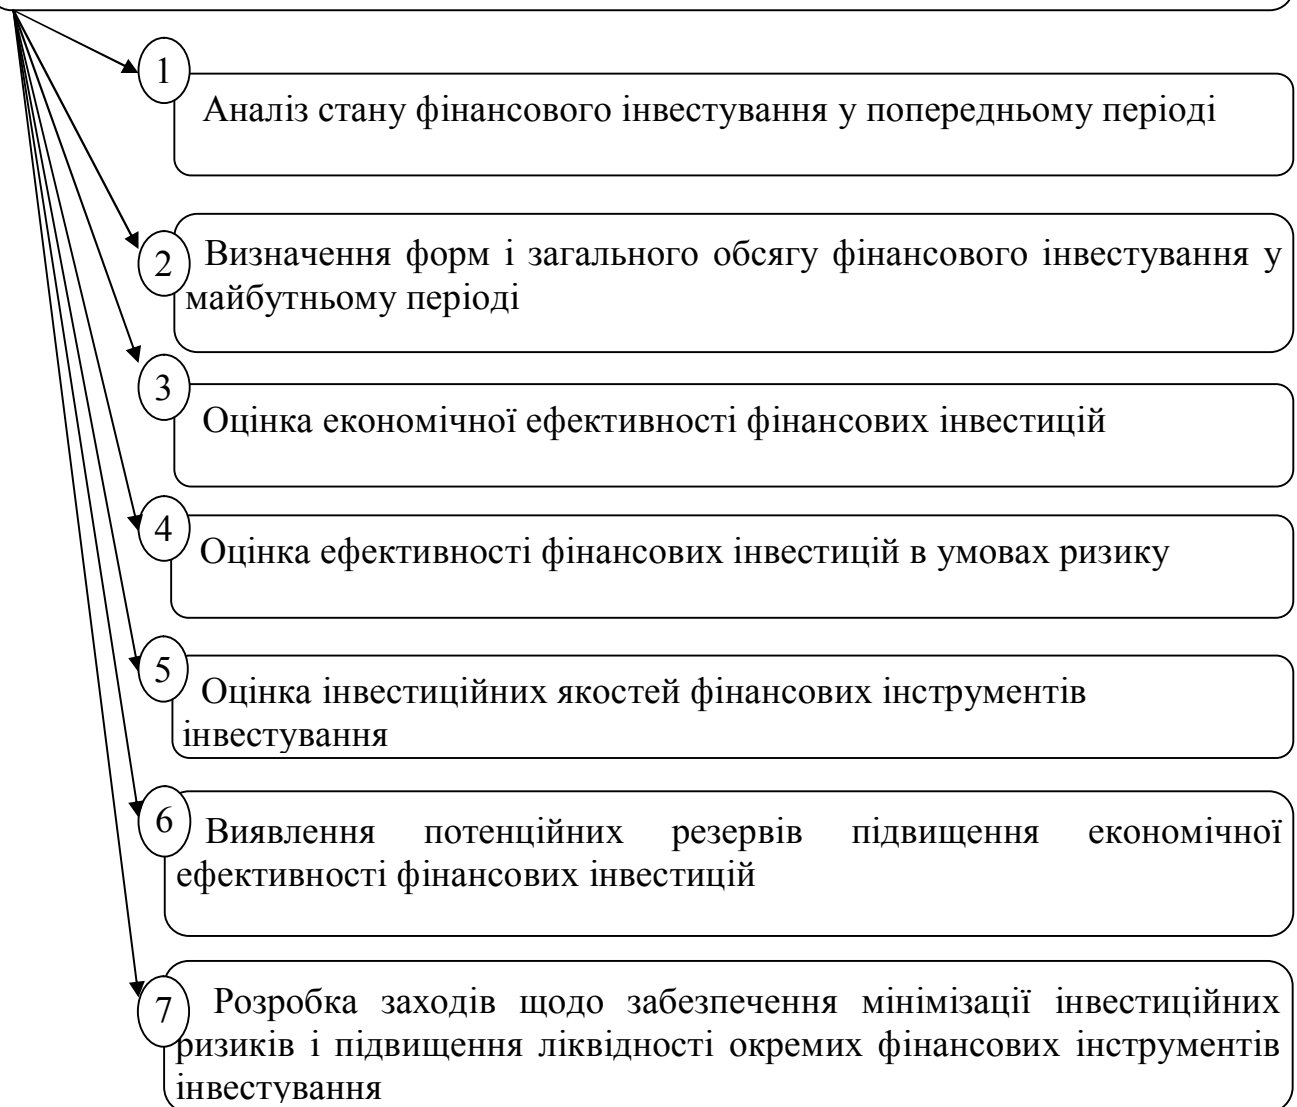 1
Аналіз стану фінансового інвестування у попередньому періоді
2
Визначення форм і загального обсягу фінансового інвестування у
майбутньому періоді
3
Оцінка економічної ефективності фінансових інвестицій
4
Оцінка ефективності фінансових інвестицій в умовах ризику
5
Оцінка інвестиційних якостей фінансових інструментів
інвестування
6
Виявлення потенційних резервів підвищення економічної
ефективності фінансових інвестицій
7
Розробка заходів щодо забезпечення мінімізації інвестиційних
ризиків і підвищення ліквідності окремих фінансових інструментів
інвестування